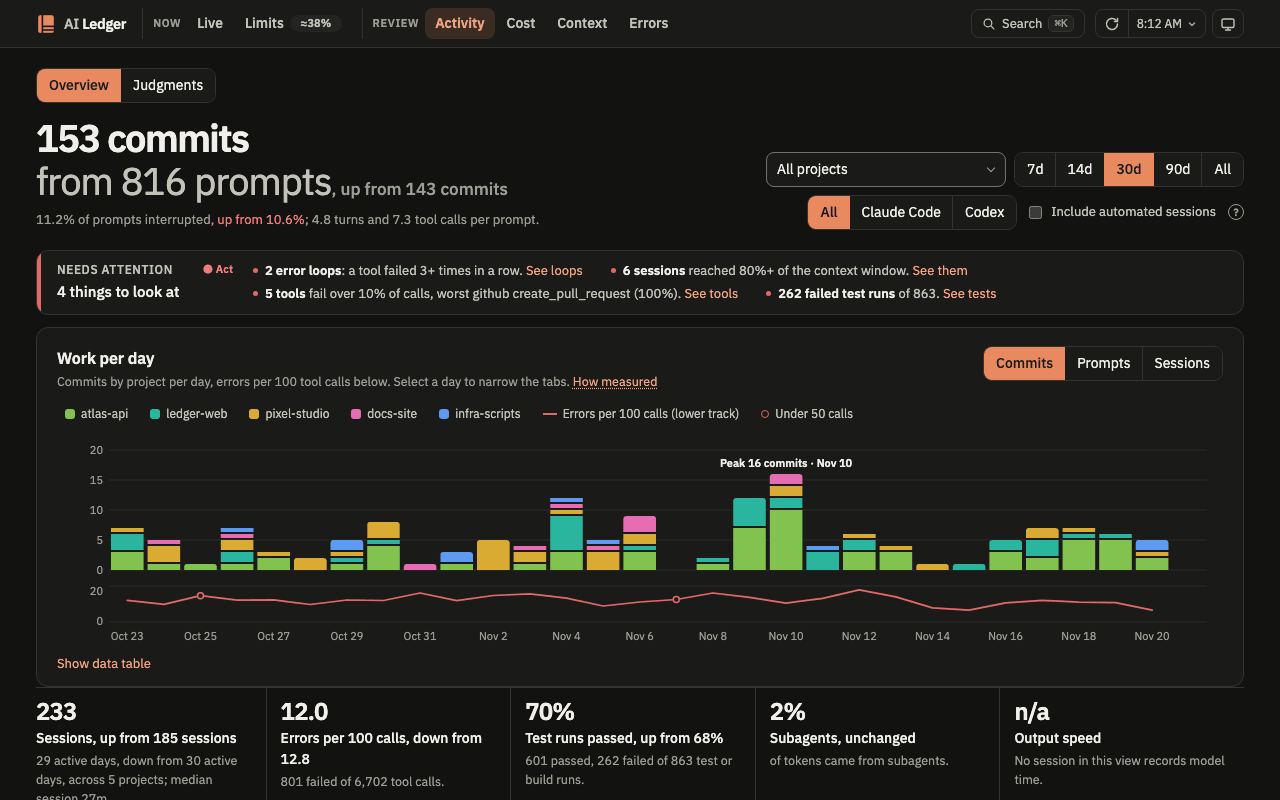 AI Ledger NOW Live Limits ≈38% REVIEW Activity Cost Context Errors Search ⌘K 8:12 AM
Overview Judgments
153 commits
from 816 prompts, up from 143 commits
11.2% of prompts interrupted, up from 10.6%; 4.8 turns and 7.3 tool calls per prompt.
All projects 7d 14d 30d 90d All
All Claude Code Codex Include automated sessions ?
NEEDS ATTENTION Act 2 error loops: a tool failed 3+ times in a row. See loops 6 sessions reached 80%+ of the context window. See them
4 things to look at 5 tools fail over 10% of calls, worst github create_pull_request (100%). See tools 262 failed test runs of 863. See tests
Work per day
Commits by project per day, errors per 100 tool calls below. Select a day to narrow the tabs. How measured
Commits Prompts Sessions
atlas-api ledger-web pixel-studio docs-site infra-scripts Errors per 100 calls (lower track) Under 50 calls
20
Peak 16 commits · Nov 10
15
10
5
0
20
0
Oct 23 Oct 25 Oct 27 Oct 29 Oct 31 Nov 2 Nov 4 Nov 6 Nov 8 Nov 10 Nov 12 Nov 14 Nov 16 Nov 18 Nov 20
Show data table
233
Sessions, up from 185 sessions
29 active days, down from 30 active
days, across 5 projects; median
session 27m
12.0
Errors per 100 calls, down from
12.8
801 failed of 6,702 tool calls.
70%
Test runs passed, up from 68%
601 passed, 262 failed of 863 test or
build runs.
2%
Subagents, unchanged
of tokens came from subagents.
n/a
Output speed
No session in this view records model
time.